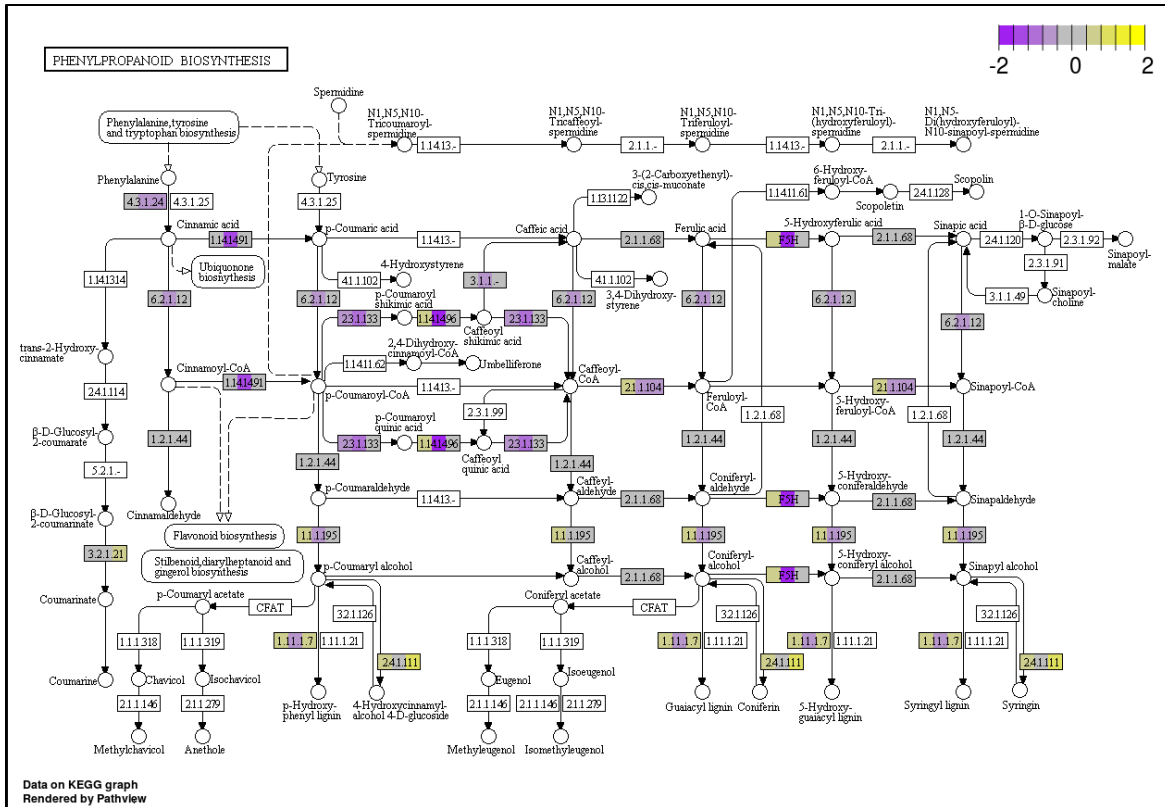 -2
0
2
PHENYLPROPANOID BIOSYNTHESIS
Spermidine
Phenylalanine,tyrosine
and tryptophan biosynthesis
N1,N5,N10-
Tricoumaroyl-
spermidine
1.14.13.-
N1,N5,N10-
Tricaffeoyl-
spermidine
2.1.1.-
N1,N5,N10-
Triferuloyl-
spermidine
1.14.13.-
N1,N5,N10-Tri-
(hydroxyferuloyl)-
spermidine
2.1.1.-
N1,N5-
Di(hydroxyferuloyl)-
N10-sinapoyl-spermidine
Phenylalanine
Tyrosine
4.3.1.24
4.3.1.25
4.3.1.25
3-(2-Carboxyethenyl)-
cis,cis-muconate
1.13.11.22
6-Hydroxy-
feruloyl-CoA
1.14.11.61
Scopoletin
2.4.1.128
Scopolin
Cinnamic acid
1.14.14.91
p-Coumaric acid
1.14.13.-
Caffeic acid
2.1.1.68
Ferulic acid
F5H
5-Hydroxyferulic acid
2.1.1.68
Sinapic acid
2.4.1.120
1-O-Sinapoyl-
β-D-glucose
2.3.1.92
Sinapoyl-
malate
2.3.1.91
3.1.1.49
Sinapoyl-
choline
Ubiquonone
biosnythesis
1.14.13.14
4.1.1.102
4-Hydroxystyrene
3.1.1.-
4.1.1.102
3,4-Dihydroxy-
styrene
6.2.1.12
6.2.1.12
6.2.1.12
6.2.1.12
6.2.1.12
6.2.1.12
p-Coumaroyl
shikimic acid
2.3.1.133
1.14.14.96
Caffeoyl
shikimic acid
2.3.1.133
trans-2-Hydroxy-
cinnamate
2,4-Dihydroxy-
cinnamoyl-CoA
1.14.11.62
Umbelliferone
Cinnamoyl-CoA
1.14.14.91
p-Coumaroyl-CoA
1.14.13.-
Caffeoyl-
CoA
2.1.1.104
Feruloyl-
CoA
5-Hydroxy-
feruloyl-CoA
2.1.1.104
Sinapoyl-CoA
2.4.1.114
2.3.1.99
1.2.1.68
1.2.1.68
p-Coumaroyl
quinic acid
2.3.1.133
1.14.14.96
Caffeoyl
quinic acid
2.3.1.133
β-D-Glucosyl-
2-coumarate
1.2.1.44
1.2.1.44
1.2.1.44
1.2.1.44
1.2.1.44
1.2.1.44
5.2.1.-
Cinnamaldehyde
p-Coumaraldehyde
1.14.13.-
Caffeyl-
aldehyde
2.1.1.68
Coniferyl-
aldehyde
F5H
5-Hydroxy-
coniferaldehyde
2.1.1.68
Sinapaldehyde
β-D-Glucosyl-
2-coumarinate
Flavonoid biosynthesis
Stilbenoid,diarylheptanoid and
gingerol biosynthesis
1.1.1.195
1.1.1.195
1.1.1.195
1.1.1.195
1.1.1.195
3.2.1.21
p-Coumaryl alcohol
Caffeyl-
alcohol
2.1.1.68
Coniferyl-
alcohol
F5H
5-Hydroxy-
coniferyl alcohol
2.1.1.68
Sinapyl alcohol
Coumarinate
p-Coumaryl acetate
CFAT
Coniferyl acetate
CFAT
3.2.1.126
3.2.1.126
3.2.1.126
1.1.1.318
1.1.1.319
1.11.1.7
1.11.1.21
1.1.1.318
1.1.1.319
1.11.1.7
1.11.1.21
1.11.1.7
1.11.1.21
1.11.1.7
1.11.1.21
2.4.1.111
2.4.1.111
2.4.1.111
Coumarine
Chavicol
Isochavicol
Eugenol
Isoeugenol
2.1.1.146
2.1.1.279
p-Hydroxy-
phenyl lignin
4-Hydroxycinnamyl-
alcohol 4-D-glucoside
2.1.1.146
2.1.1.146
2.1.1.279
Guaiacyl lignin
Coniferin
5-Hydroxy-
guaiacyl lignin
Syringyl lignin
Syringin
Methylchavicol
Anethole
Methyleugenol
Isomethyleugenol
Data on KEGG graph
Rendered by Pathview